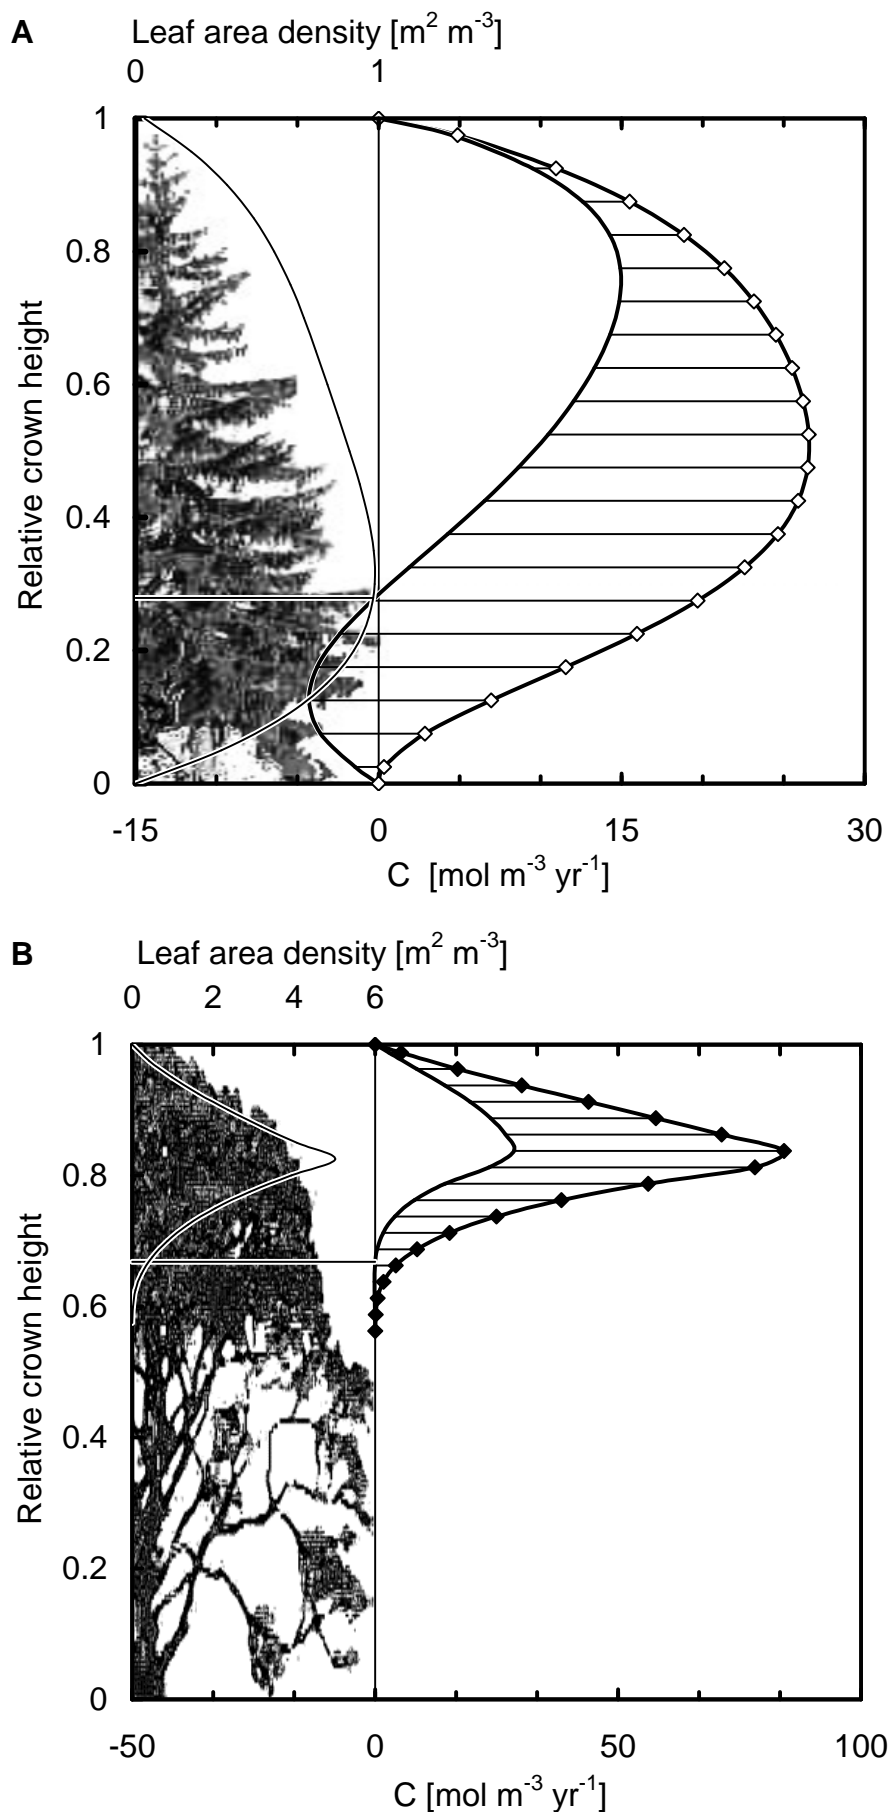 A
Leaf area density [m² m⁻³]
0 1
1
0.8
0.6
0.4
0.2
0
Relative crown height
-15 0 15 30
C [mol m⁻³ yr⁻¹]
B
Leaf area density [m² m⁻³]
0 2 4 6
1
0.8
0.6
0.4
0.2
0
Relative crown height
-50 0 50 100
C [mol m⁻³ yr⁻¹]